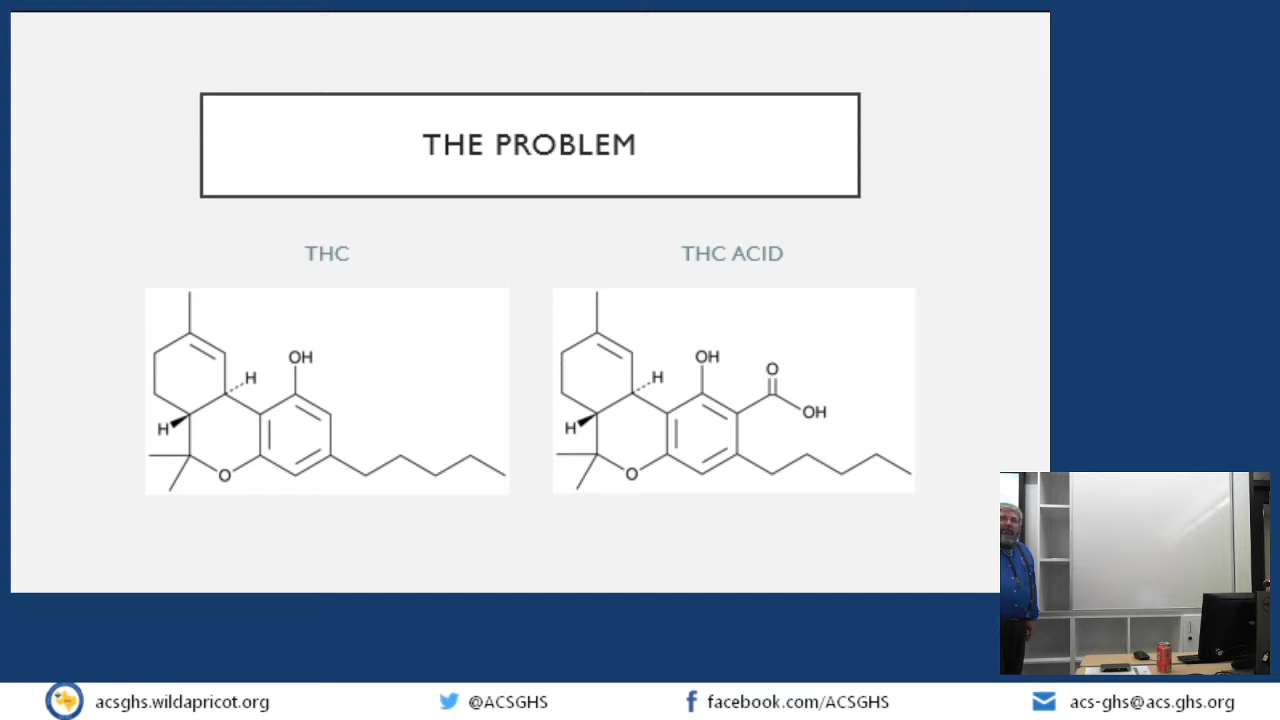 THE PROBLEM
THC
THC ACID
OH
H
H
O
OH
H
H
O
O
OH
acsghs.wildapricot.org
@ACSGHS
facebook.com/ACSGHS
acs-ghs@acs.ghs.org